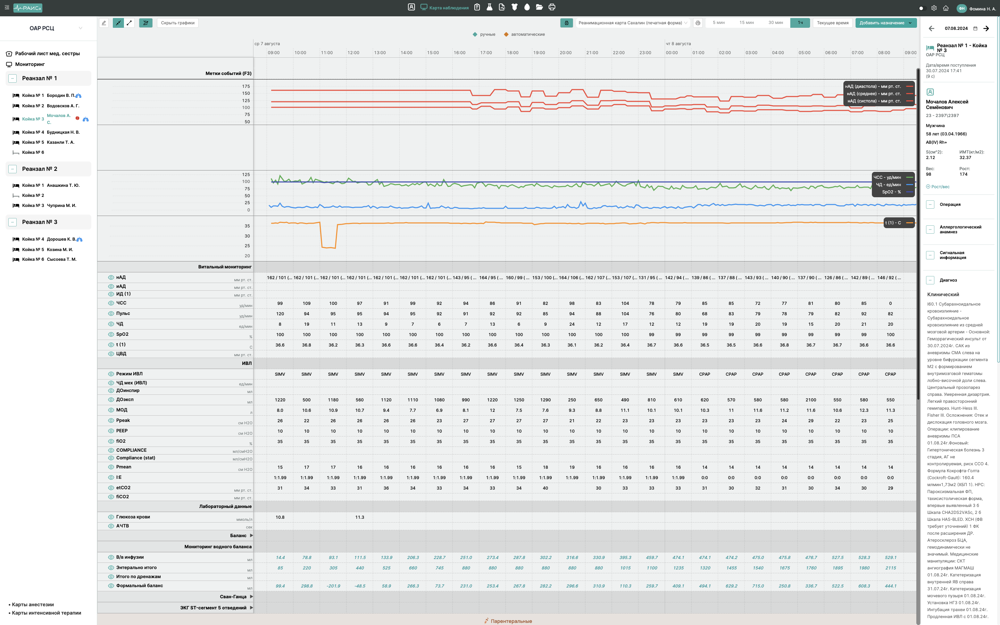 РАИСа
Карта наблюдения
ФН
Фомина Н. А.
ОАР РСЦ
Рабочий лист мед. сестры
Мониторинг
Реанзал № 1
Койка № 1 Бородин В. П.
Койка № 2 Водовсков А. Г.
Койка № 3 Мочалов А. С.
Койка № 4 Будницкая Н. В.
Койка № 5 Казанли Т. А.
Койка № 6
Реанзал № 2
Койка № 1 Анашкина Т. Ю.
Койка № 2
Койка № 3 Чуприна М. И.
Реанзал № 3
Койка № 4 Дорошев К. В.
Койка № 5 Козина М. И.
Койка № 6 Сысоева Т. М.
• Карты анестезии
• Карты интенсивной терапии
Скрыть графики
Реанимационная карта Сахалин (печатная форма)
5 мин 15 мин 30 мин 1ч
Текущее время
Добавить назначение
ручные автоматические
ср 7 августа чт 8 августа
09:00 10:00 11:00 12:00 13:00 14:00 15:00 16:00 17:00 18:00 19:00 20:00 21:00 22:00 23:00 00:00 01:00 02:00 03:00 04:00 05:00 06:00 07:00 08:00 09:00
Метки событий (F3)
175
150
125
100
75
50
нАД (диастола) - мм рт. ст.
нАД (среднее) - мм рт. ст.
нАД (систола) - мм рт. ст.
125
100
75
50
25
0
ЧСС - уд/мин
ЧД - ед/мин
SpO2 - %
35
30
25
20
t (1) - C
Витальный мониторинг
нАД мм рт. ст. 162 / 101 (... 162 / 101 (... 162 / 101 (... 162 / 101 (... 162 / 101 (... 162 / 101 (... 162 / 101 (... 143 / 95 ( ... 164 / 95 ( ... 160 / 99 ( ... 153 / 100 (... 164 / 106 (... 162 / 107 (... 153 / 107 (... 131 / 95 ( ... 142 / 94 ( ... 139 / 86 ( ... 137 / 88 ( ... 143 / 93 ( ... 140 / 90 ( ... 137 / 90 ( ... 126 / 86 ( ... 142 / 89 ( ... 146 / 92 ( ...
иАД мм рт. ст.
ИД (1) мм рт. ст.
ЧСС уд/мин 99 109 100 97 91 99 92 94 86 91 82 98 83 104 78 79 85 85 72 77 81 80 85 0
Пульс уд/мин 120 94 95 95 94 95 92 91 92 92 85 94 88 104 76 80 68 83 79 78 79 82 92 82
ЧД ед/мин 8 19 11 13 9 7 6 7 13 6 9 24 12 17 12 12 19 19 20 19 15 20 21 20
SpO2 % 100 100 100 100 100 100 100 100 100 100 100 100 100 100 99 99 99 99 99 99 99 99 99 100
t (1) C 36.6 36.8 36.2 36.3 36.6 36.6 36.4 36.2 36.6 36.4 36.3 36.1 36.2 36.4 36.7 36.6 36.5 36.5 36.6 36.8 36.7 36.7 36.6 36.6
ЦВД мм рт. ст.
ИВЛ
Режим ИВЛ SIMV SIMV SIMV SIMV SIMV SIMV SIMV SIMV SIMV SIMV SIMV SIMV SIMV SIMV SIMV SIMV CPAP CPAP CPAP CPAP CPAP CPAP CPAP CPAP
ЧД мех (ИВЛ) ед/мин
ДОинспир мл
ДОэксп мл 1220 500 1180 560 1120 1110 1080 990 1220 1250 1290 250 650 490 810 610 620 570 580 580 2100 550 580 550
МОД л 8.0 10.6 10.9 10.7 9.4 7.7 6.9 8.1 12 7.5 7.6 9.3 8.8 11.1 10.1 10.1 10.3 11 11.6 11.2 11.6 10.6 12.3 11.3
Ppeak см H2O 26 22 26 26 26 26 23 27 27 27 27 21 22 23 23 23 23 23 23 24 29 22 23 25
PEEP см H2O 10 10 10 10 10 10 10 10 10 10 10 10 10 10 10 10 10 10 10 10 10 10 10 10
fiO2 % 35 35 35 35 35 35 35 35 35 35 35 35 35 35 35 35 35 35 35 35 35 35 35 35
COMPLIANCE мл/смH2O
Compliance (stat) мл/смH2O
Pmean см H2O 15 17 17 16 16 16 16 16 16 15 18 19 16 16 16 16 14 14 14 14 14 14 14 14
I:E 1:1.99 1:1.99 1:1.99 1:1.99 1:1.99 1:1.99 1:1.99 1:1.99 1:1.99 1:1.99 1:1.99 1:1.99 1:1.99 1:1.99 1:1.99 1:1.99 0:0 0:0 0:0 0:0 0:0 0:0 0:0 0:0
etCO2 мм рт. ст. 31 34 33 31 36 34 33 34 33 34 40 30 33 33 33 31 30 32 31 30 34 30 29
fiCO2 мм рт. ст.
Лабораторный данные
Глюкоза крови ммоль/л 10.8 11.3
АЧТВ сек
Баланс
Мониторинг водного баланса
В/в инфузии мл 14.4 78.8 93.1 111.5 133.9 206.3 228.7 251.0 273.4 287.8 302.2 316.6 330.9 395.3 459.7 474.1 474.1 474.2 475.0 475.8 476.7 527.5 528.3 529.1
Энтерально итого мл 85 220 305 440 525 660 745 880 880 880 880 880 880 1015 1100 1235 1320 1455 1540 1675 1760 1895 1980 2115
Итого по дренажам мл
Формальный баланс мл 99.4 298.8 -201.9 -48.5 58.9 266.3 73.7 231.0 253.4 267.8 282.2 296.6 310.9 110.3 259.7 409.1 494.1 629.2 715.0 250.8 336.7 522.5 608.3 444.1
Сван-Ганца
ЭКГ ST-сегмент 5 отведений
Парентеральные
07.08.2024
Реанзал № 1 - Койка
№ 3
ОАР РСЦ
Дата/время поступления
30.07.2024 17:41
(9 с)
Мочалов Алексей
Семёнович
23 - 2397\2397
Мужчина
58 лет (03.04.1966)
AB(IV) Rh+
S(см^2): ИМТ(кг/м2):
2.12 32.37
Вес: Рост:
98 174
Рост/вес
Операция
Аллергологический
анамнез
Сигнальная
информация
Диагноз
Клинический
I60.1 Субарахноидальное
кровоизлияние -
Субарахноидальное
кровоизлияние из средней
мозговой артерии - Основной:
Геморрагический инсульт от
30.07.2024г. САК из
аневризмы СМА слева на
уровне бифуркации сегмента
М2 с формированием
внутримозговой гематомы
лобно-височной доли слева.
Центральный прозопарез
справа. Умеренная дизартрия.
Легкий правосторонний
гемипарез. Hunt-Hess III.
Fisher III. Осложнения: Отек и
дислокация головного мозга.
Операции: клипирование
аневризмы ПСА
01.08.24г.Фоновый:
Гипертоническая болезнь 3
стадия, АГ не
контролируемая, риск ССО 4.
Формула Кокрофта-Голта
(Cockroft-Gault): 160.4
млмин1,73м2 (ХБП 1). НРС:
Пароксизмальная ФП,
тахисистолическая форма,
впервые выявленный 3 б
Шкала CHA2DS2VASc, 2 б
Шкала HAS-BLED. ХСН (ФВ
требует уточнений) 1 ФК
после расширения ДР.
Атеросклероз БЦА,
гемодинамически не
значимый. Медицинские
манипуляции: СКТ
ангиография МАГМАШ
01.08.24г. Катетеризация
внутренней ЯВ справа
31.07.24г. Катетеризация
мочевого пузыря 01.08.24г.
Установка НГЗ 01.08.24г.
Интубация трахеи 01.08.24г.
Продленная ИВЛ с 01.08.24г.